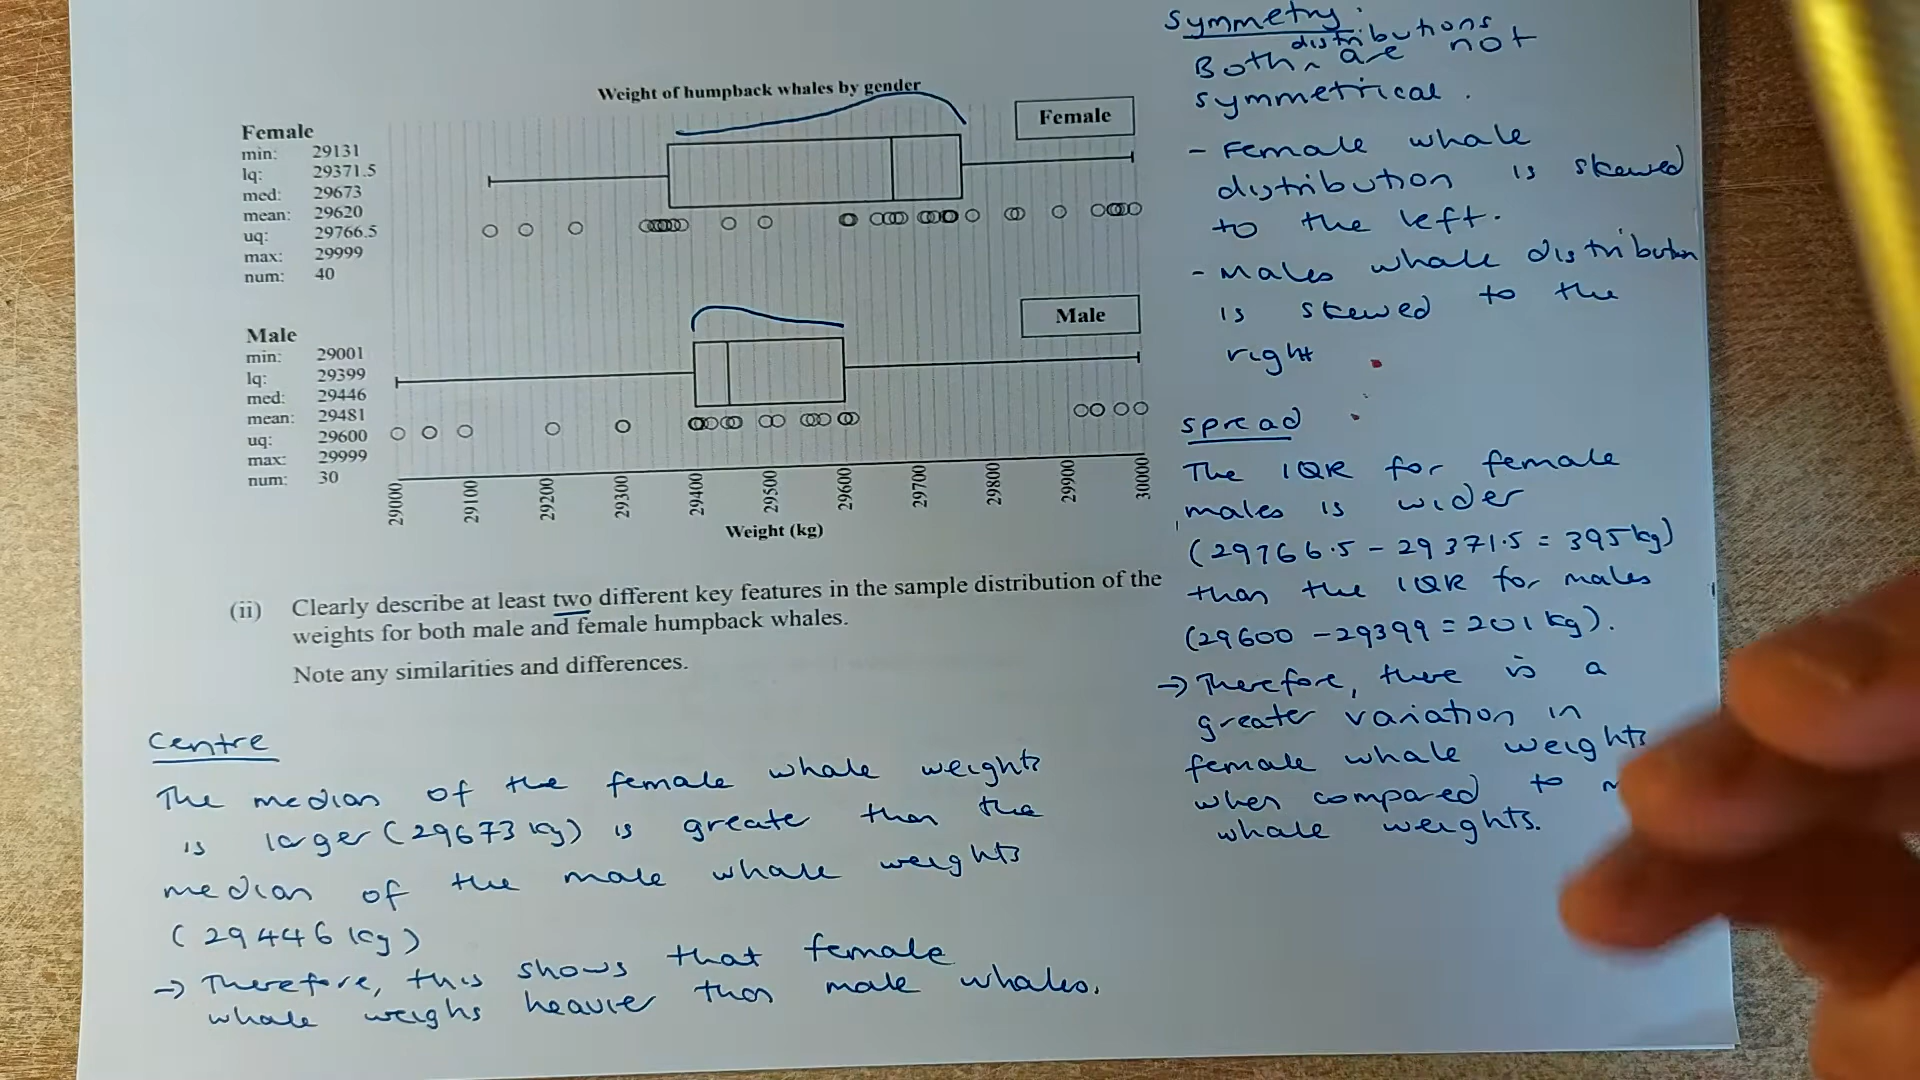 Weight of humpback whales by gender
Female
min: 29131
lq: 29371.5
med: 29673
mean: 29620
uq: 29766.5
max: 29999
num: 40
Female
Male
min: 29001
lq: 29399
med: 29446
mean: 29481
uq: 29600
max: 29999
num: 30
Male
29000 29100 29200 29300 29400 29500 29600 29700 29800 29900 30000
Weight (kg)
(ii) Clearly describe at least two different key features in the sample distribution of the
weights for both male and female humpback whales.
Note any similarities and differences.
Centre
The median of the female whale weights
is larger (29673 kg) is greate than the
median of the male whale weights
(29446 kg)
→ Therefore, this shows that female
whale weighs heavier than male whales.
Symmetry:
distributions
Both ^ are not
symmetrical.
- Female whale
distribution is skewed
to the left.
- Males whale distribution
is skewed to the
right
spread
The IQR for female
males is wider
(29766.5 - 29371.5 = 395kg)
than the IQR for males
(29600 - 29399 = 201 kg).
→ Therefore, there is a
greater variation in
female whale weights
when compared to
whale weights.